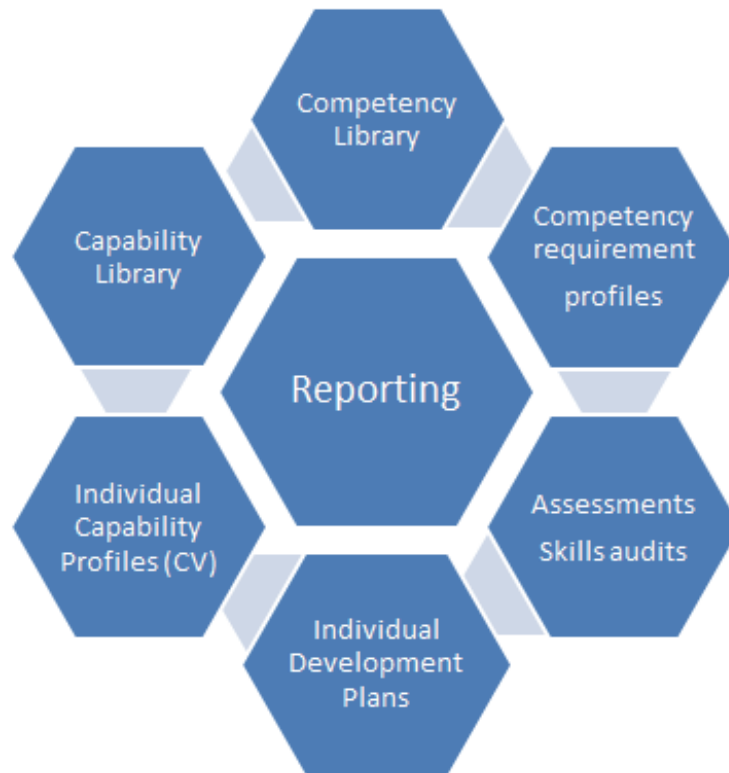 Competency
Library
Competency
requirement
profiles
Capability
Library
Reporting
Individual
Capability
Profiles (CV)
Assessments
Skills audits
Individual
Development
Plans